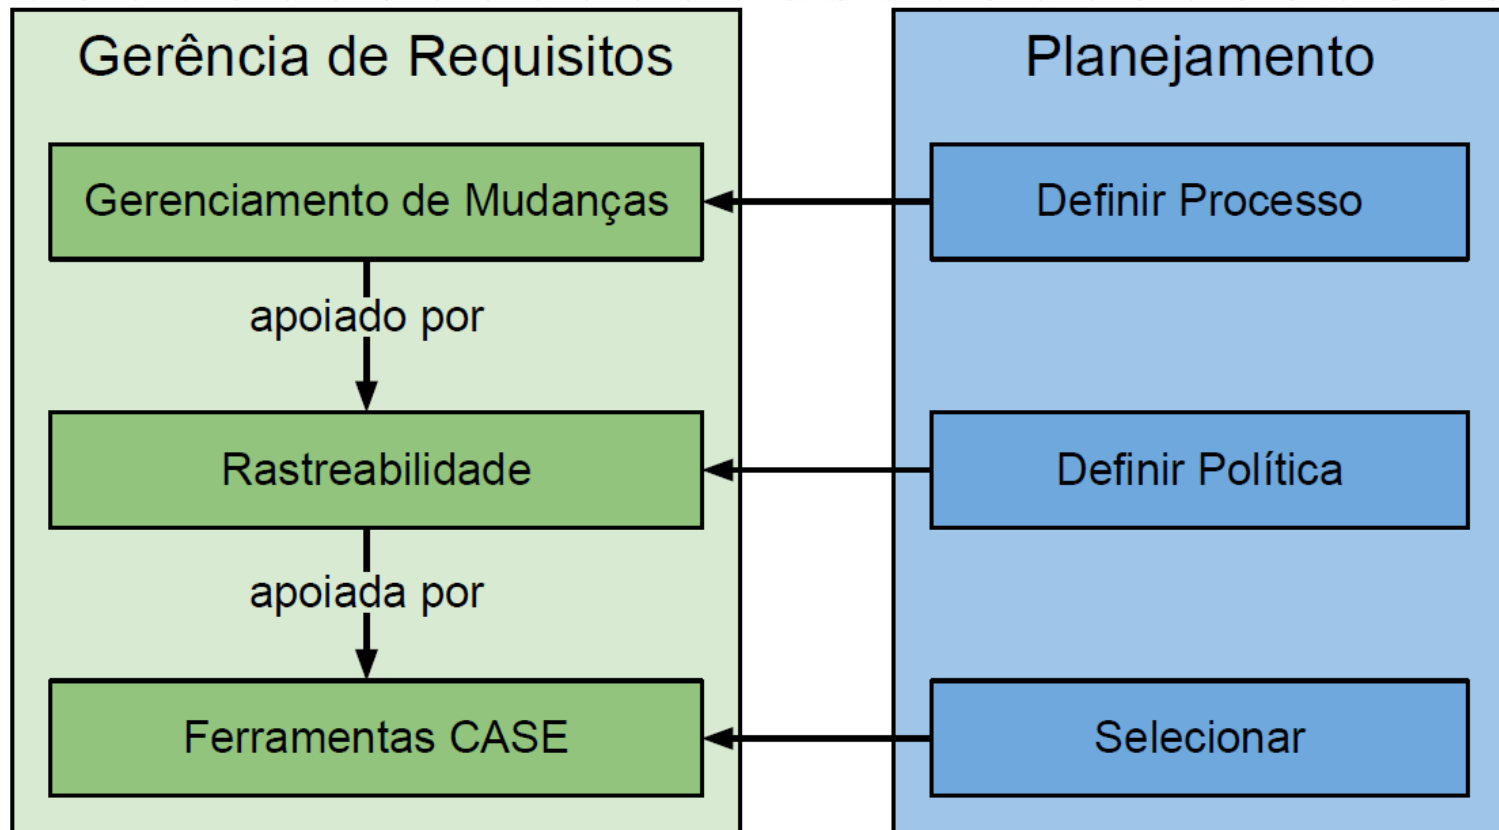 Gerência de Requisitos
Planejamento
Gerenciamento de Mudanças
Definir Processo
apoiado por
Rastreabilidade
Definir Política
apoiada por
Ferramentas CASE
Selecionar